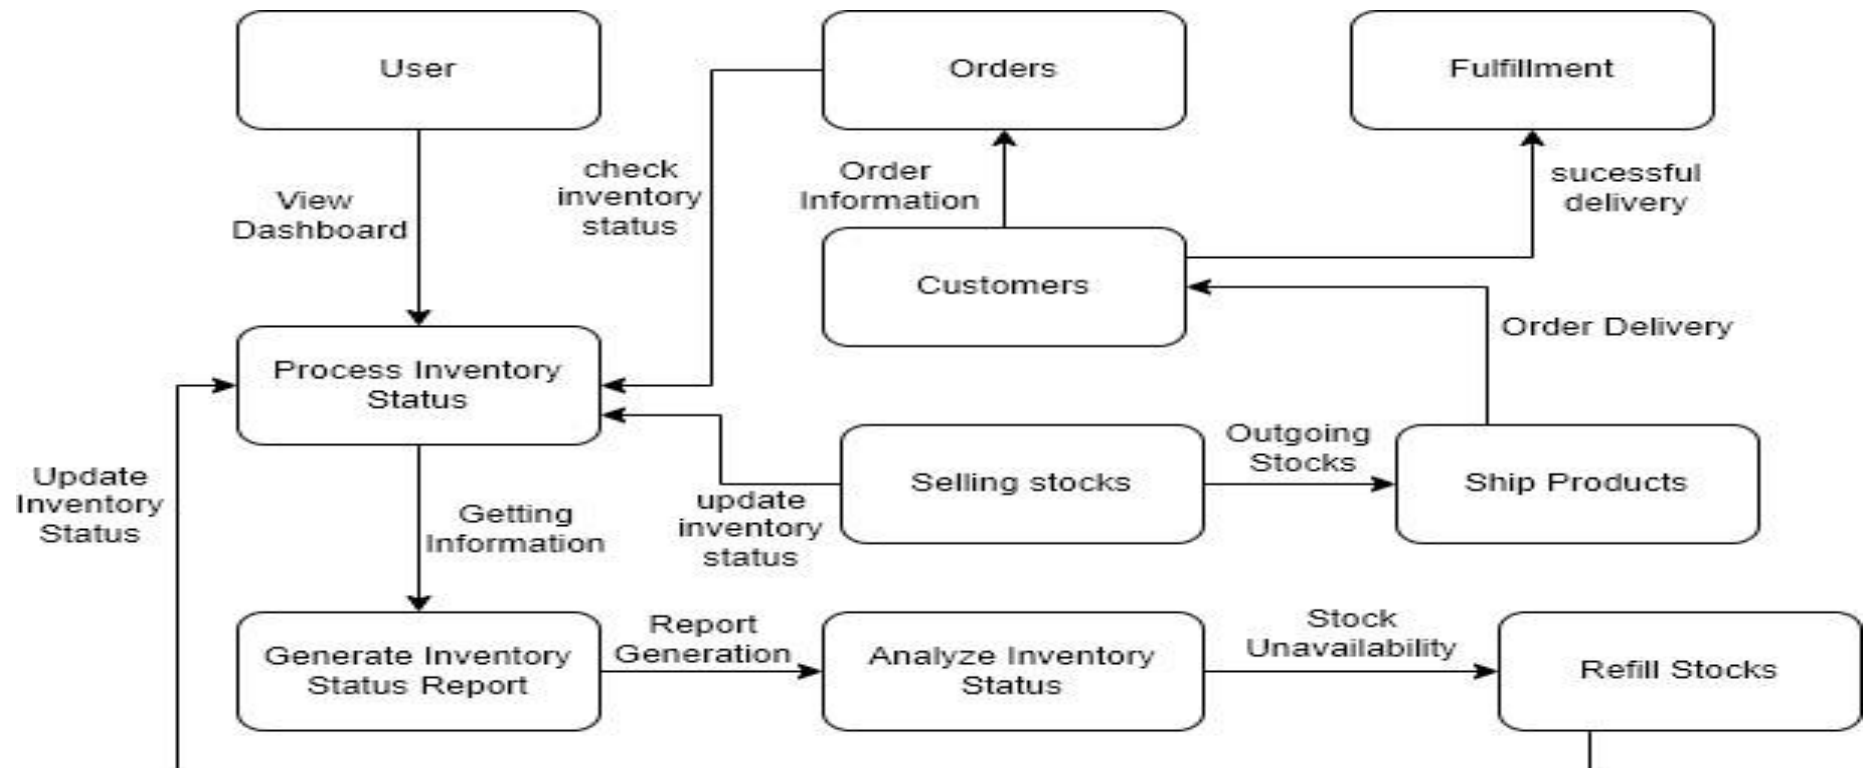 User
Orders
Fulfillment
View
Dashboard
check
inventory
status
Order
Information
sucessful
delivery
Customers
Order Delivery
Process Inventory
Status
Update
Inventory
Status
Getting
Information
update
inventory
status
Selling stocks
Outgoing
Stocks
Ship Products
Generate Inventory
Status Report
Report
Generation
Analyze Inventory
Status
Stock
Unavailability
Refill Stocks